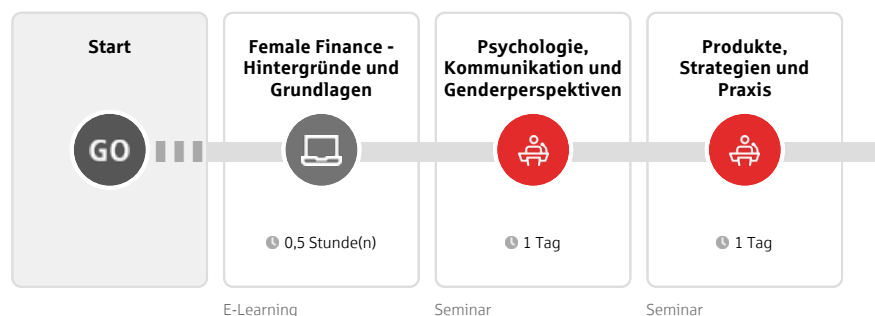 Start
GO
Female Finance -
Hintergründe und
Grundlagen
0,5 Stunde(n)
E-Learning
Psychologie,
Kommunikation und
Genderperspektiven
1 Tag
Seminar
Produkte,
Strategien und
Praxis
1 Tag
Seminar